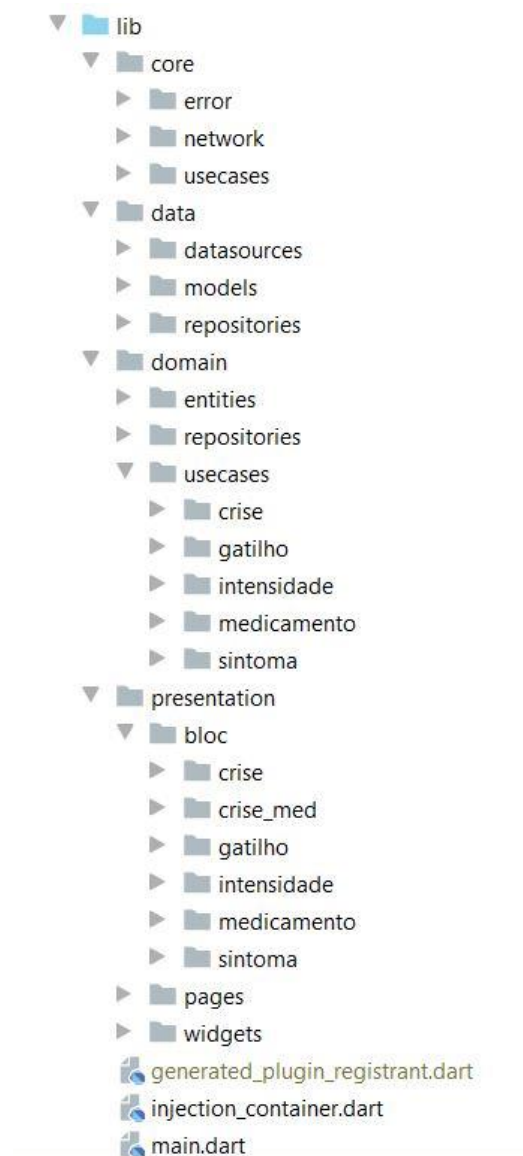 lib
core
error
network
usecases
data
datasources
models
repositories
domain
entities
repositories
usecases
crise
gatilho
intensidade
medicamento
sintoma
presentation
bloc
crise
crise_med
gatilho
intensidade
medicamento
sintoma
pages
widgets
generated_plugin_registrant.dart
injection_container.dart
main.dart